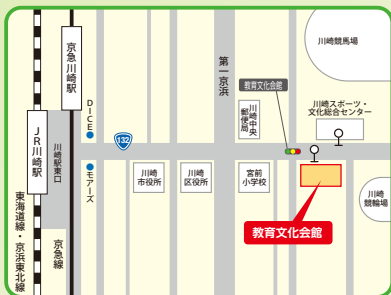 川崎競馬場
京急川崎駅
第一京浜
教育文化会館
DICE
川崎中央
郵便局
川崎スポーツ・
文化総合センター
132
JR川崎駅
川崎駅東口
モアーズ
川崎
市役所
川崎
区役所
宮前
小学校
川崎
競輪場
東海道線・京浜東北線
京急線
教育文化会館